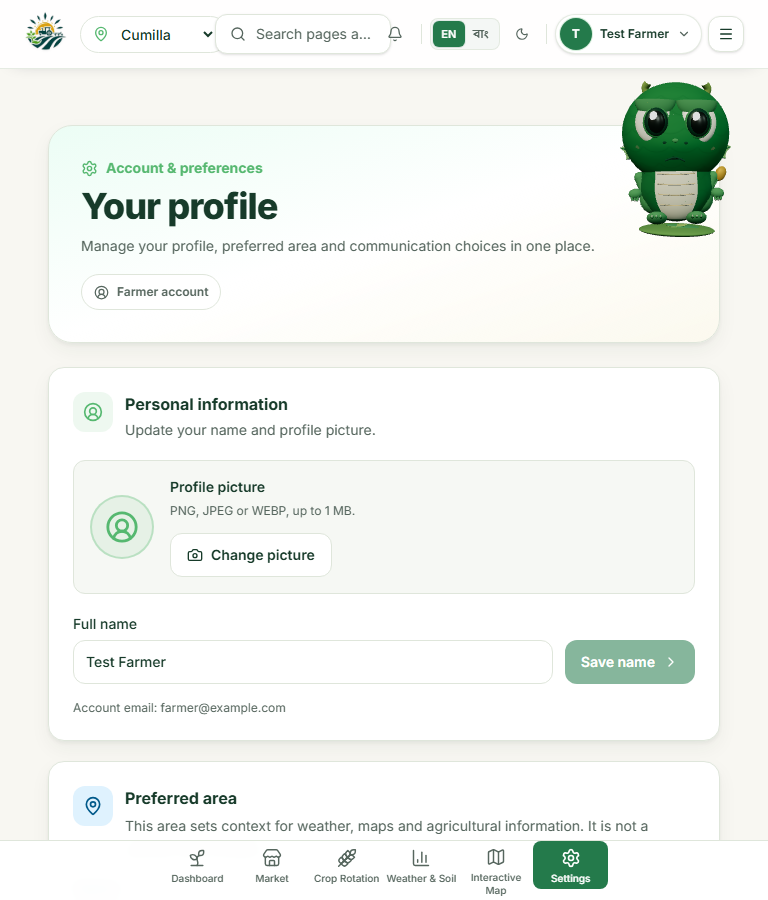 Cumilla
Search pages a...
EN
বাং
T
Test Farmer
Account & preferences
Your profile
Manage your profile, preferred area and communication choices in one place.
Farmer account
Personal information
Update your name and profile picture.
Profile picture
PNG, JPEG or WEBP, up to 1 MB.
Change picture
Full name
Test Farmer
Save name
Account email: farmer@example.com
Preferred area
This area sets context for weather, maps and agricultural information. It is not a
Dashboard
Market
Crop Rotation
Weather & Soil
Interactive
Map
Settings